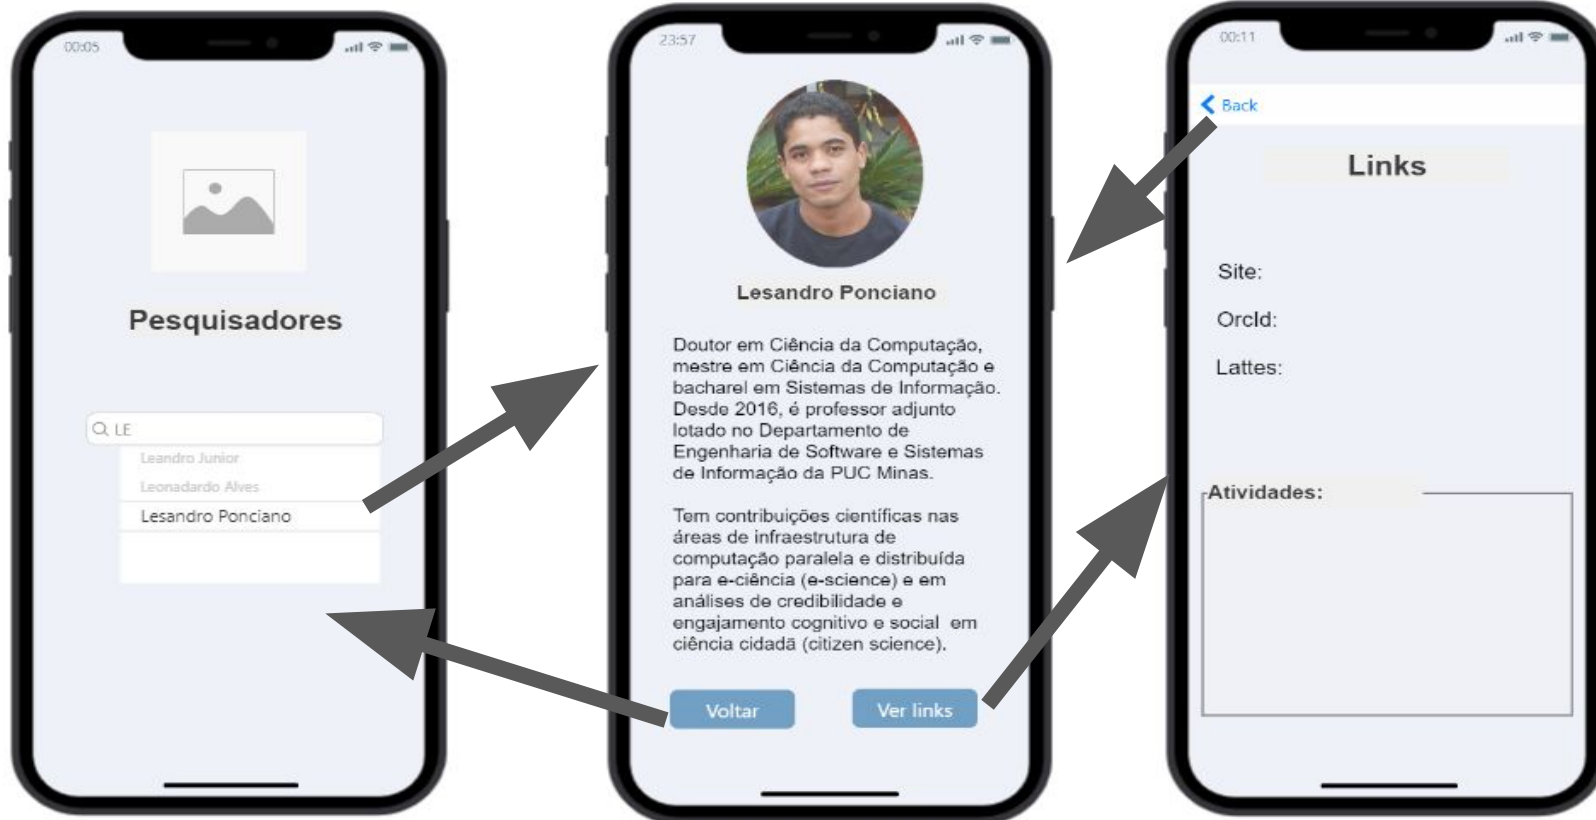 00:05
Pesquisadores
LE
Leandro Junior
Leonadardo Alves
Lesandro Ponciano
23:57
Lesandro Ponciano
Doutor em Ciência da Computação,
mestre em Ciência da Computação e
bacharel em Sistemas de Informação.
Desde 2016, é professor adjunto
lotado no Departamento de
Engenharia de Software e Sistemas
de Informação da PUC Minas.
Tem contribuições científicas nas
áreas de infraestrutura de
computação paralela e distribuída
para e-ciência (e-science) e em
análises de credibilidade e
engajamento cognitivo e social em
ciência cidadã (citizen science).
Voltar
Ver links
00:11
Back
Links
Site:
OrcId:
Lattes:
Atividades: